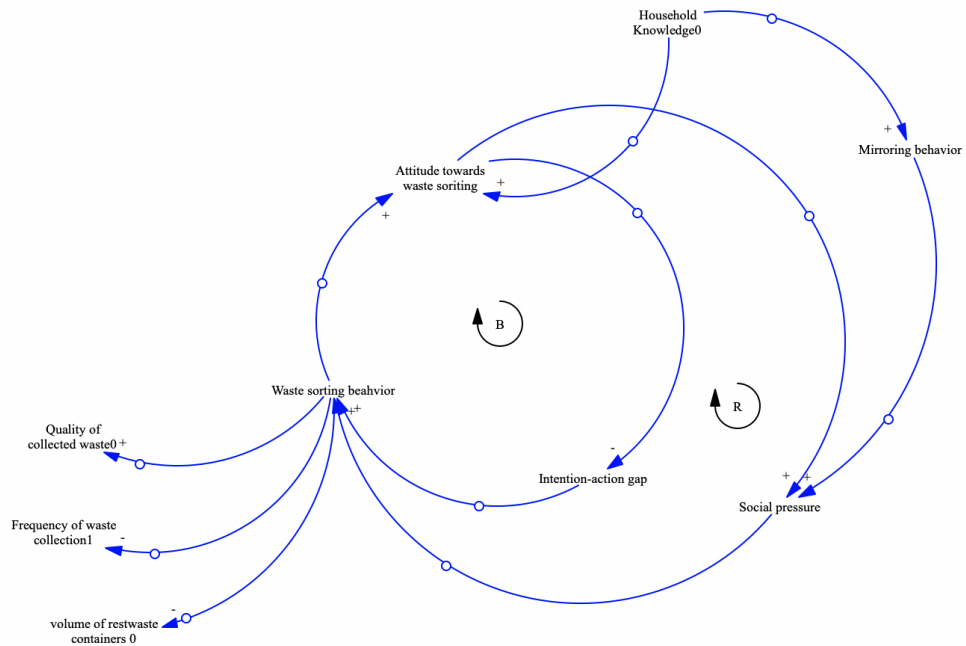 Household
Knowledge0
+
Mirroring behavior
Attitude towards
waste soriting
+
+
B
R
Waste sorting beahvior
++
Quality of
collected waste0+
-
Intention-action gap
+ +
Social pressure
Frequency of waste
collection1
-
-
volume of restwaste
containers 0